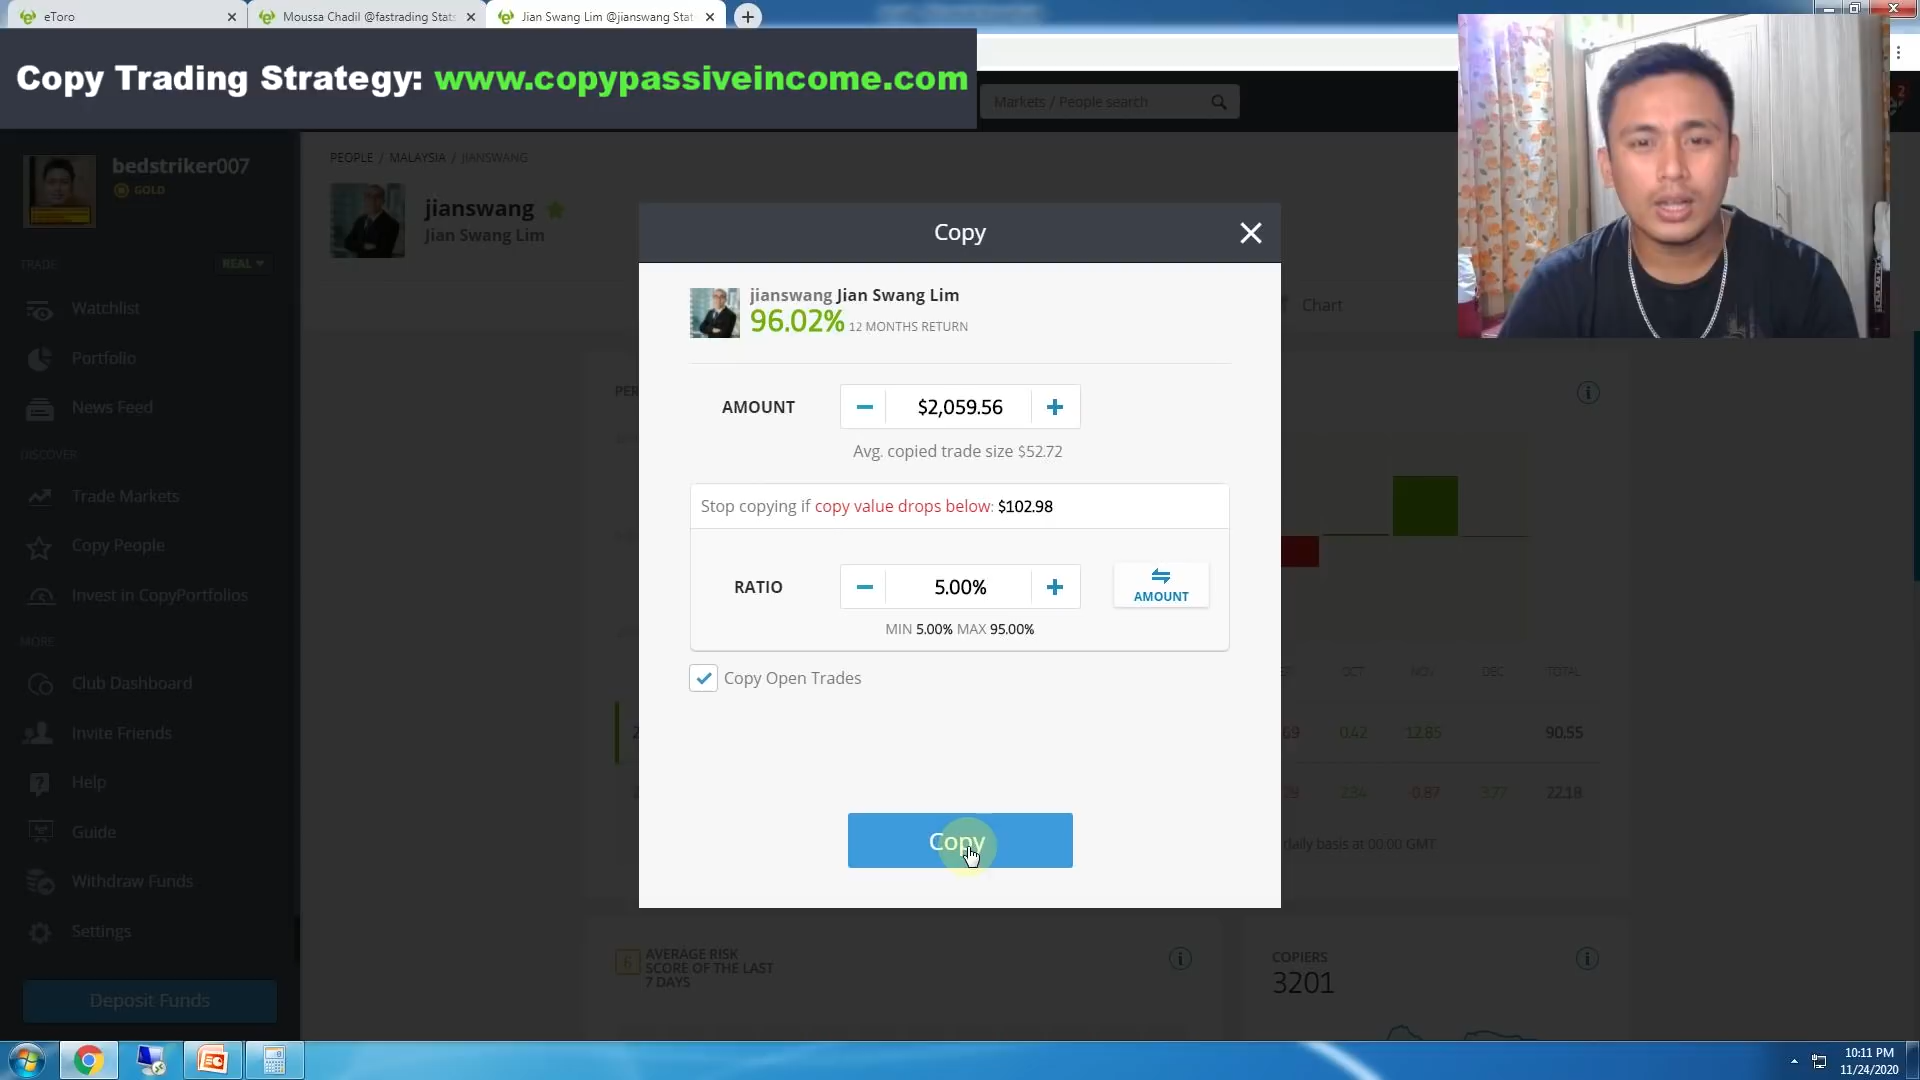 eToro
Moussa Chadil @fastrading Stats
Jian Swang Lim @jianswang Stat
Copy Trading Strategy: www.copypassiveincome.com
Markets / People search
2
bedstriker007
GOLD
TRADE
REAL
Watchlist
Portfolio
News Feed
DISCOVER
Trade Markets
Copy People
Invest in CopyPortfolios
MORE
Club Dashboard
Invite Friends
Help
Guide
Withdraw Funds
Settings
Deposit Funds
PEOPLE / MALAYSIA / JIANSWANG
jianswang
Jian Swang Lim
Chart
Copy
jianswang Jian Swang Lim
96.02% 12 MONTHS RETURN
AMOUNT
$2,059.56
Avg. copied trade size $52.72
Stop copying if copy value drops below: $102.98
RATIO
5.00%
AMOUNT
MIN 5.00% MAX 95.00%
Copy Open Trades
Copy
OCT NOV DEC TOTAL
0.42 12.85 90.55
2.34 -0.87 3.77 22.18
daily basis at 00:00 GMT
6
AVERAGE RISK
SCORE OF THE LAST
7 DAYS
COPIERS
3201
10:11 PM
11/24/2020